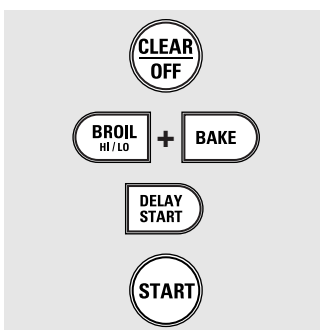 CLEAR
OFF
BROIL + BAKE
HI / LO
DELAY
START
START